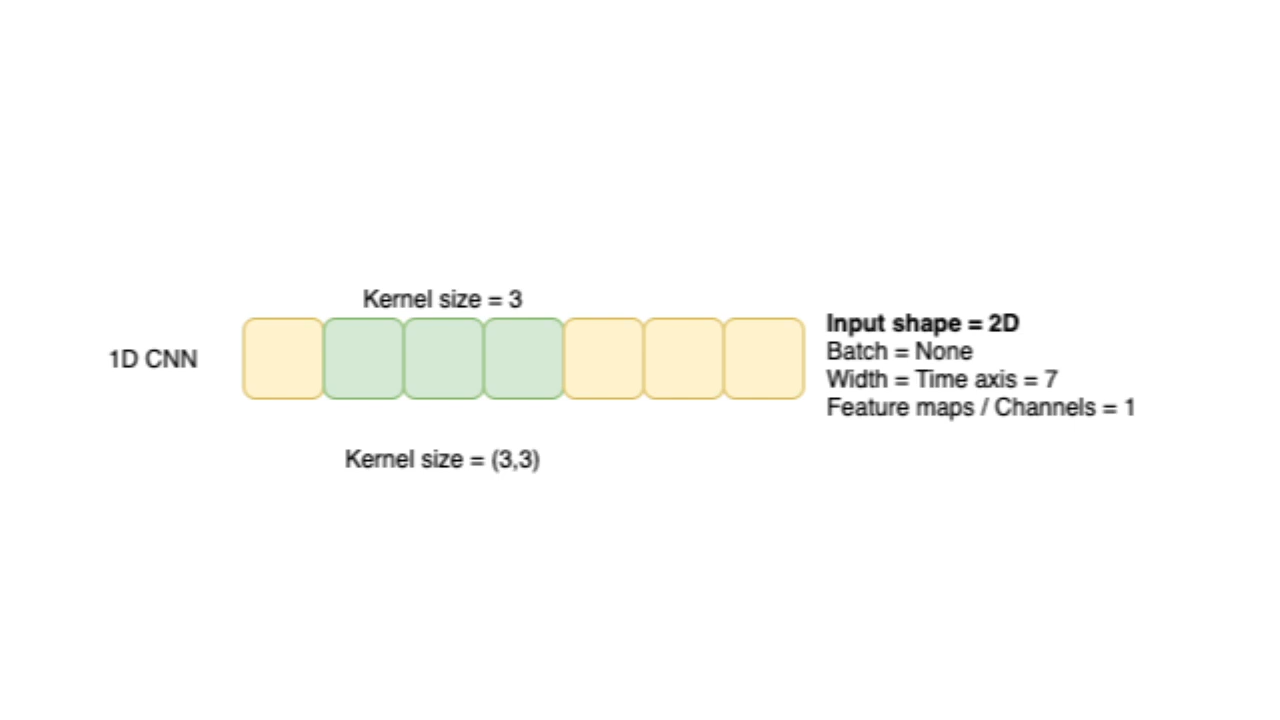 Kernel size = 3
1D CNN
Input shape = 2D
Batch = None
Width = Time axis = 7
Feature maps / Channels = 1
Kernel size = (3,3)